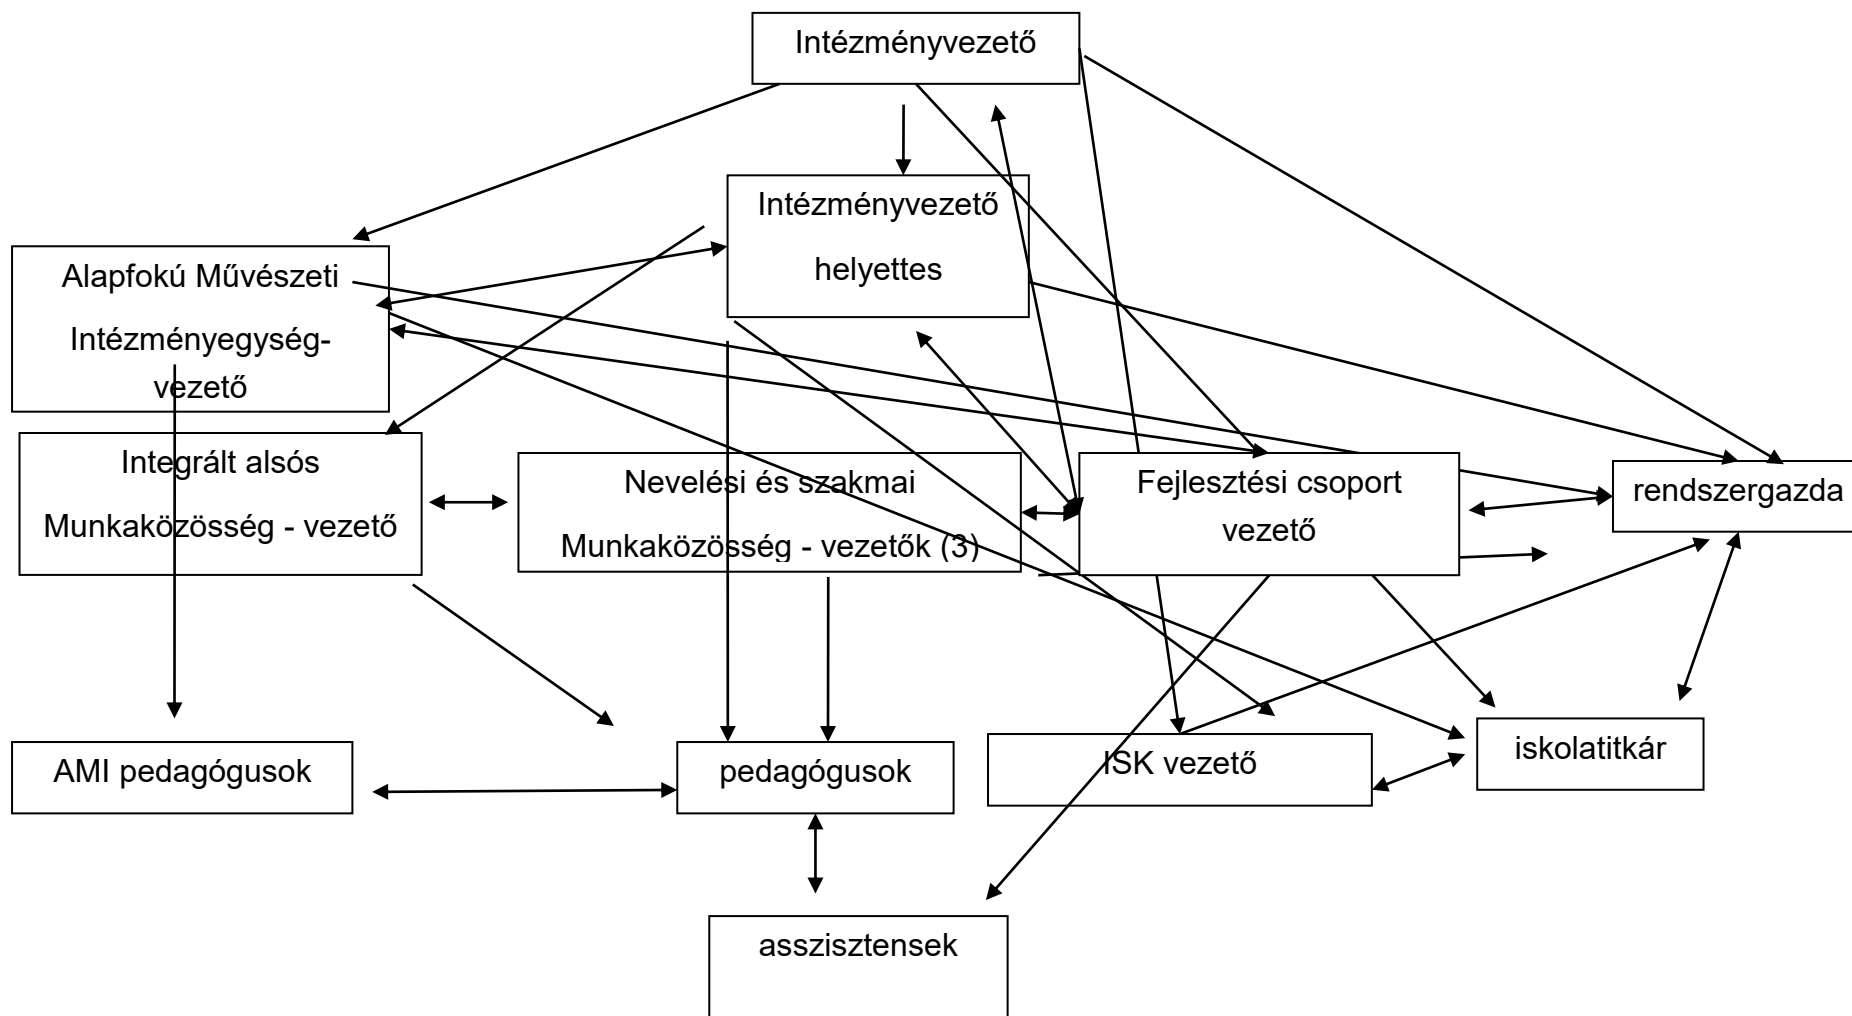 Intézményvezető
Intézményvezető
helyettes
Alapfokú Művészeti
Intézményegység-
vezető
Integrált alsós
Munkaközösség - vezető
Nevelési és szakmai
Munkaközösség - vezetők (3)
Fejlesztési csoport
vezető
rendszergazda
AMI pedagógusok
pedagógusok
ISK vezető
iskolatitkár
asszisztensek